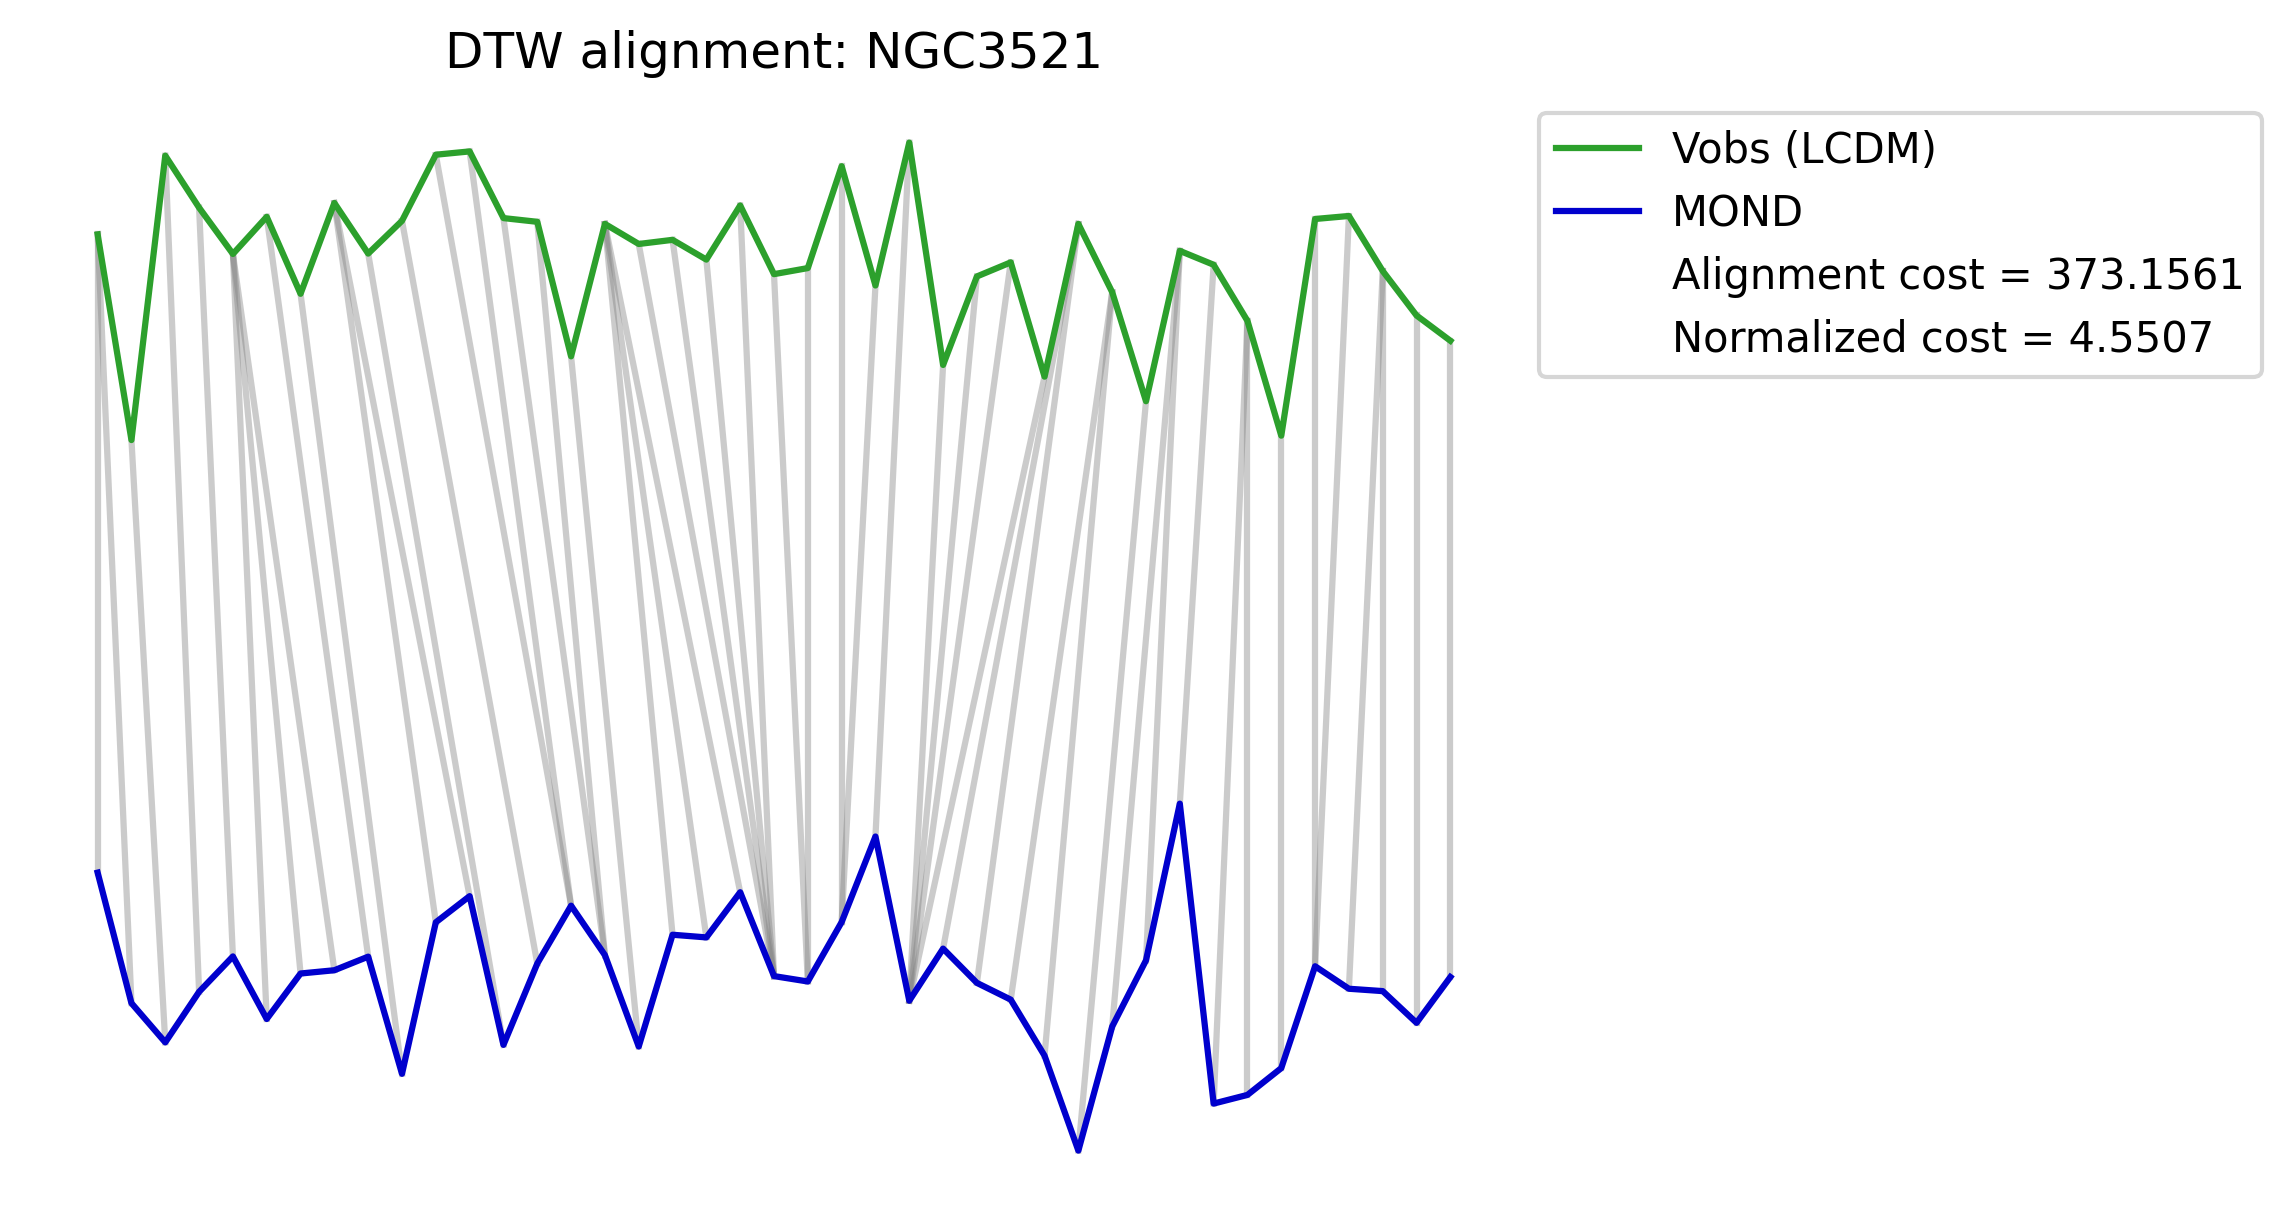 DTW alignment: NGC3521
Vobs (LCDM)
MOND
Alignment cost = 373.1561
Normalized cost = 4.5507